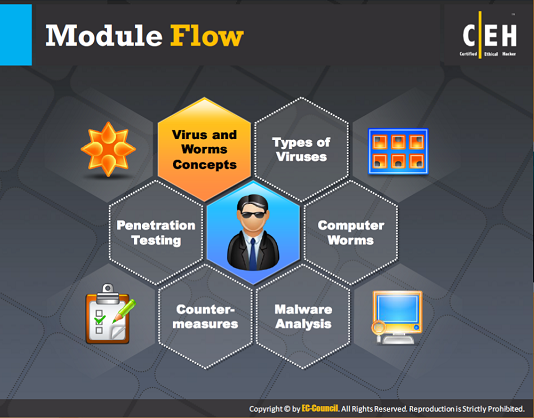 Module Flow
C|EH
Certified Ethical Hacker
Virus and
Worms
Concepts
Types of
Viruses
Penetration
Testing
Computer
Worms
Counter-
measures
Malware
Analysis
Copyright © by EC-Council. All Rights Reserved. Reproduction is Strictly Prohibited.